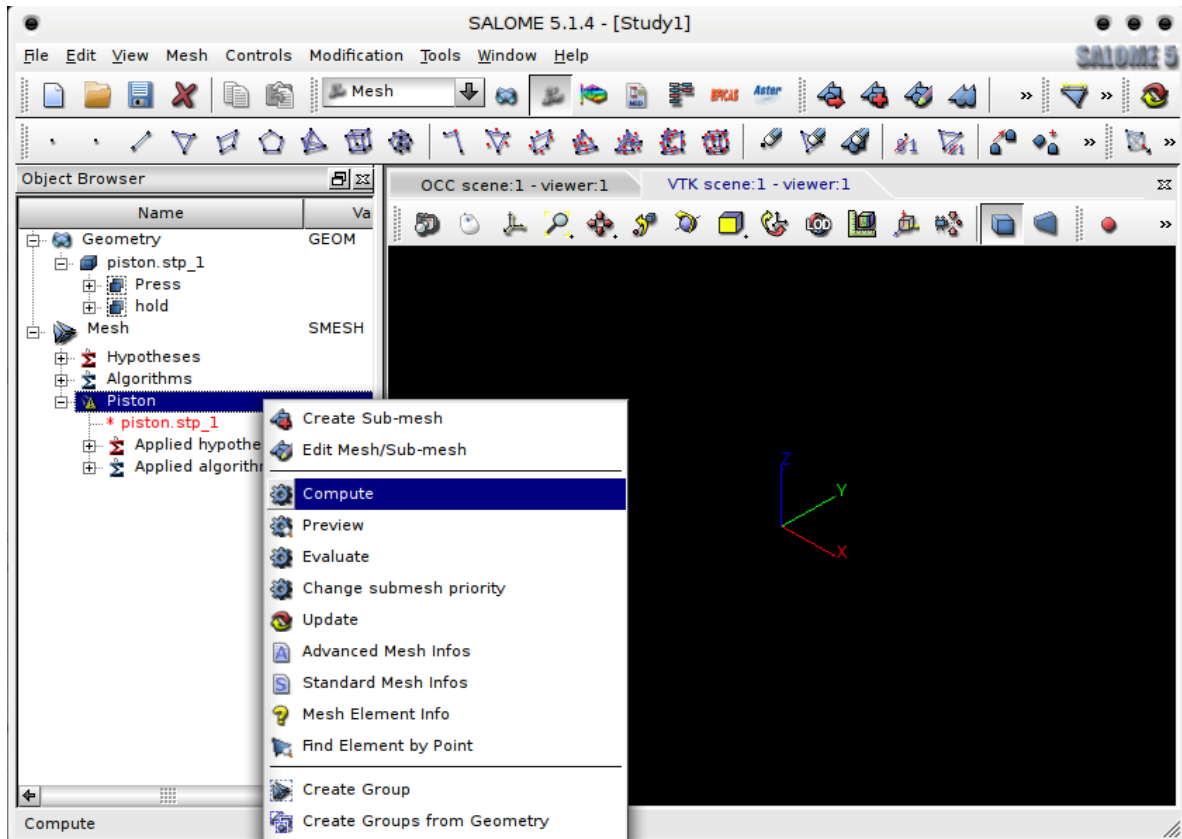 SALOME 5.1.4 - [Study1]
File Edit View Mesh Controls Modification Tools Window Help
SALOME 5
Mesh
MED
EFICAS
Aster
»
»
»
»
Object Browser
OCC scene:1 - viewer:1
VTK scene:1 - viewer:1
Name
Va
»
Geometry
GEOM
piston.stp_1
Press
hold
Mesh
SMESH
Hypotheses
Algorithms
Piston
* piston.stp_1
Applied hypothe
Applied algorithm
Create Sub-mesh
Edit Mesh/Sub-mesh
Compute
Preview
Evaluate
Change submesh priority
Update
Advanced Mesh Infos
Standard Mesh Infos
Mesh Element Info
Find Element by Point
Create Group
Create Groups from Geometry
Z
Y
X
Compute